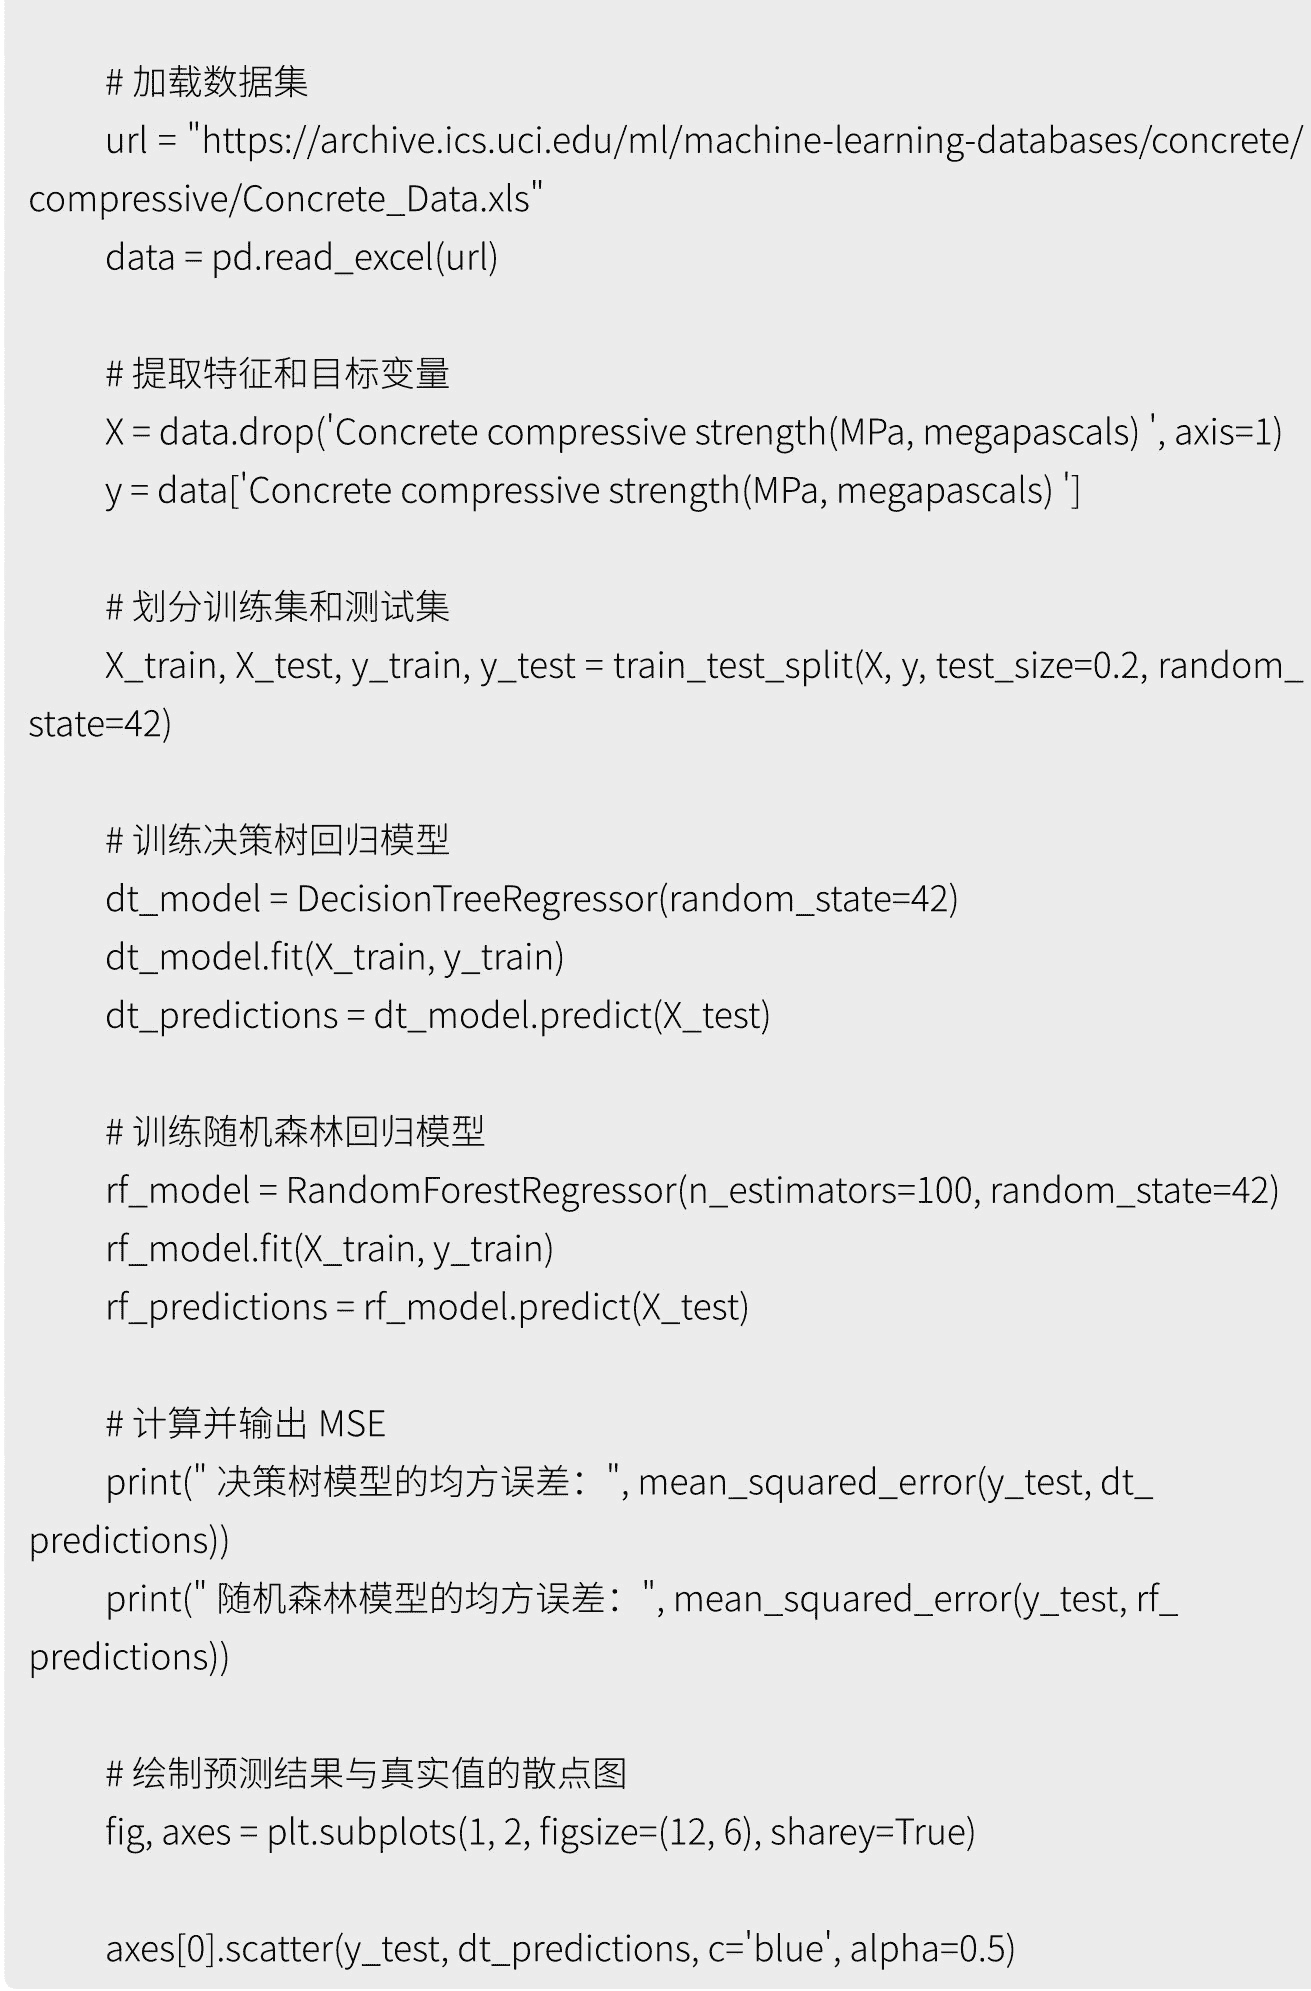 # 加载数据集
url = "https://archive.ics.uci.edu/ml/machine-learning-databases/concrete/
compressive/Concrete_Data.xls"
data = pd.read_excel(url)
# 提取特征和目标变量
X = data.drop('Concrete compressive strength(MPa, megapascals) ', axis=1)
y = data['Concrete compressive strength(MPa, megapascals) ']
# 划分训练集和测试集
X_train, X_test, y_train, y_test = train_test_split(X, y, test_size=0.2, random_
state=42)
# 训练决策树回归模型
dt_model = DecisionTreeRegressor(random_state=42)
dt_model.fit(X_train, y_train)
dt_predictions = dt_model.predict(X_test)
# 训练随机森林回归模型
rf_model = RandomForestRegressor(n_estimators=100, random_state=42)
rf_model.fit(X_train, y_train)
rf_predictions = rf_model.predict(X_test)
# 计算并输出 MSE
print(" 决策树模型的均方误差：", mean_squared_error(y_test, dt_
predictions))
print(" 随机森林模型的均方误差：", mean_squared_error(y_test, rf_
predictions))
# 绘制预测结果与真实值的散点图
fig, axes = plt.subplots(1, 2, figsize=(12, 6), sharey=True)
axes[0].scatter(y_test, dt_predictions, c='blue', alpha=0.5)